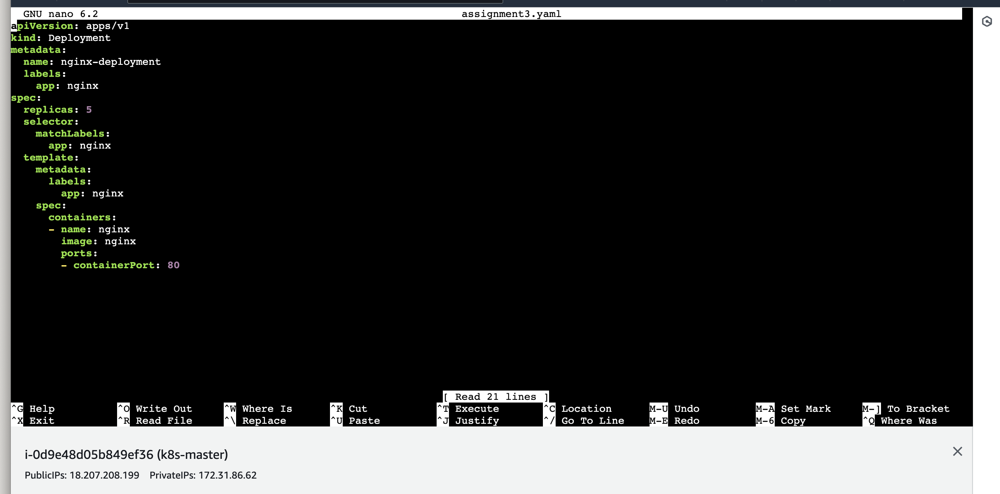 GNU nano 6.2 assignment3.yaml
apiVersion: apps/v1
kind: Deployment
metadata:
  name: nginx-deployment
  labels:
    app: nginx
spec:
  replicas: 5
  selector:
    matchLabels:
      app: nginx
  template:
    metadata:
      labels:
        app: nginx
    spec:
      containers:
      - name: nginx
        image: nginx
        ports:
        - containerPort: 80
[ Read 21 lines ]
^G Help ^O Write Out ^W Where Is ^K Cut ^T Execute ^C Location M-U Undo M-A Set Mark M-] To Bracket
^X Exit ^R Read File ^\ Replace ^U Paste ^J Justify ^/ Go To Line M-E Redo M-6 Copy ^Q Where Was
i-0d9e48d05b849ef36 (k8s-master)
PublicIPs: 18.207.208.199 PrivateIPs: 172.31.86.62